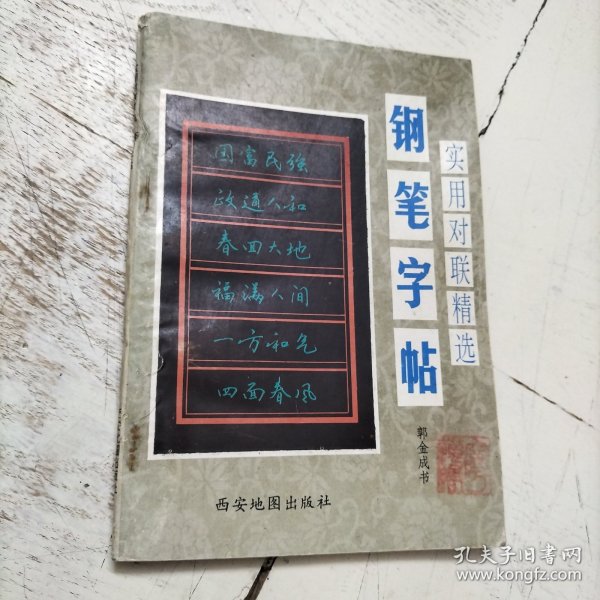 实用对联精选
钢笔字帖
国富民强
政通人和
春回大地
福满人间
一方和气
四面春风
郭金成书
西安地图出版社
孔夫子旧书网
www.kongfz.com